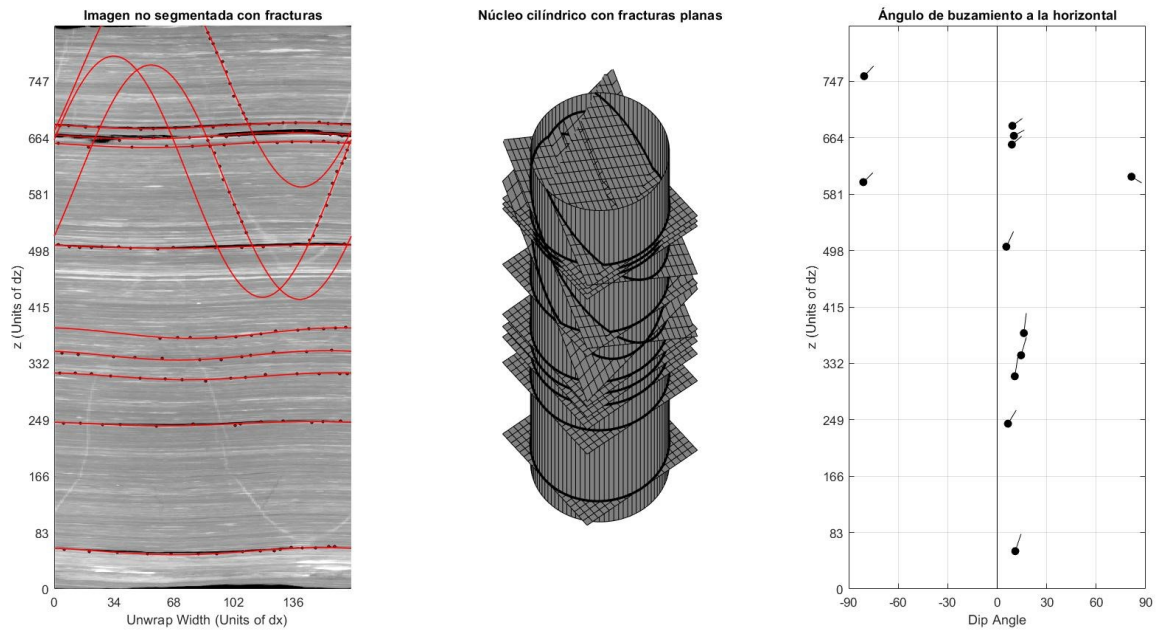 Imagen no segmentada con fracturas
z (Units of dz)
747
664
581
498
415
332
249
166
83
0
0 34 68 102 136
Unwrap Width (Units of dx)
Núcleo cilíndrico con fracturas planas
Ángulo de buzamiento a la horizontal
z (Units of dz)
747
664
581
498
415
332
249
166
83
0
-90 -60 -30 0 30 60 90
Dip Angle